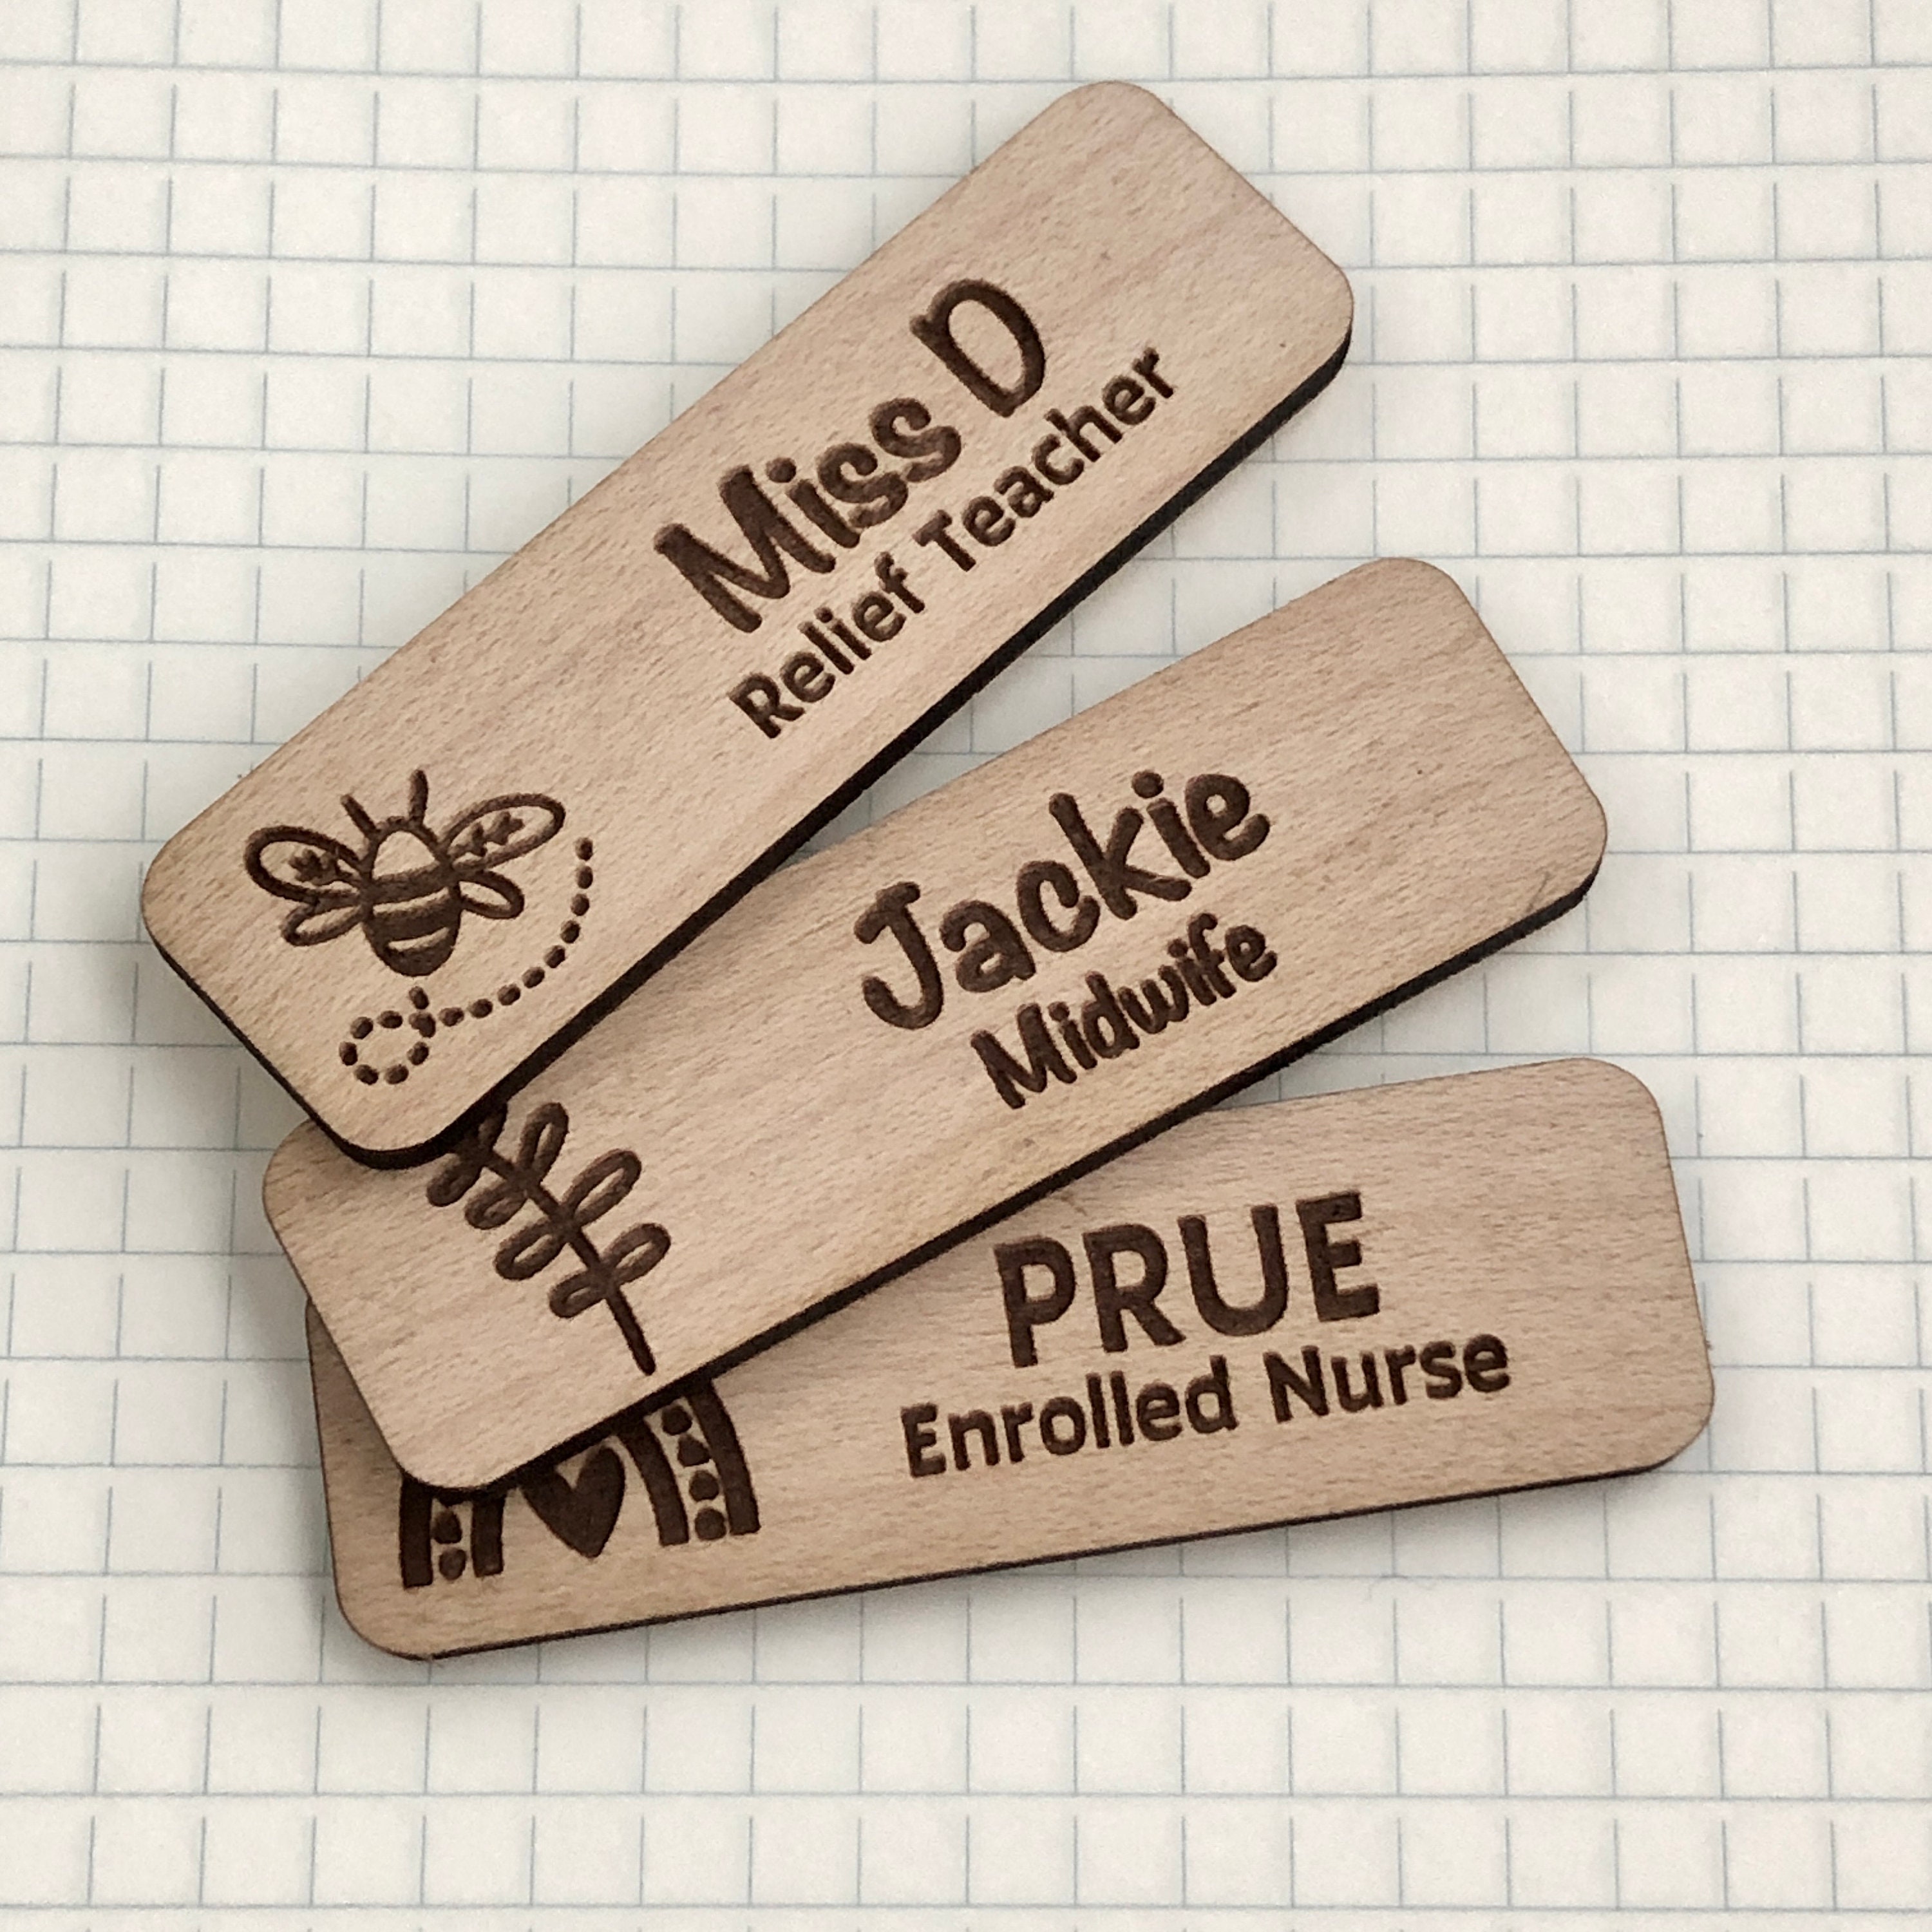 Miss D
Relief Teacher
Jackie
Midwife
PRUE
Enrolled Nurse